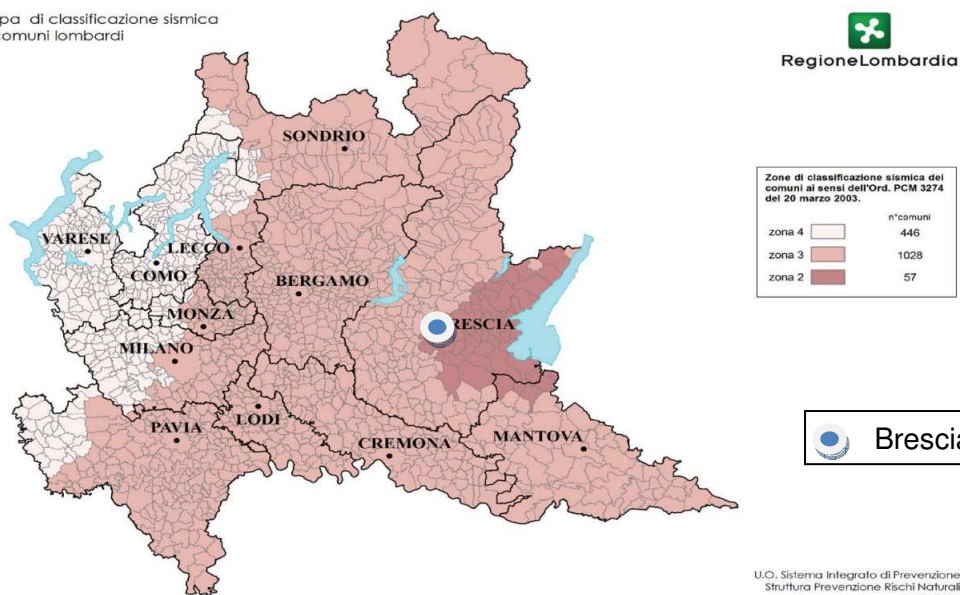 pa di classificazione sismica
comuni lombardi
RegioneLombardia
SONDRIO
Zone di classificazione sismica dei
comuni ai sensi dell'Ord. PCM 3274
del 20 marzo 2003.
n°comuni
zona 4 446
zona 3 1028
zona 2 57
VARESE
LECCO
COMO
BERGAMO
MONZA
RESCIA
MILANO
PAVIA
LODI
CREMONA
MANTOVA
Brescia
U.O. Sistema Integrato di Prevenzione
Struttura Prevenzione Rischi Naturali